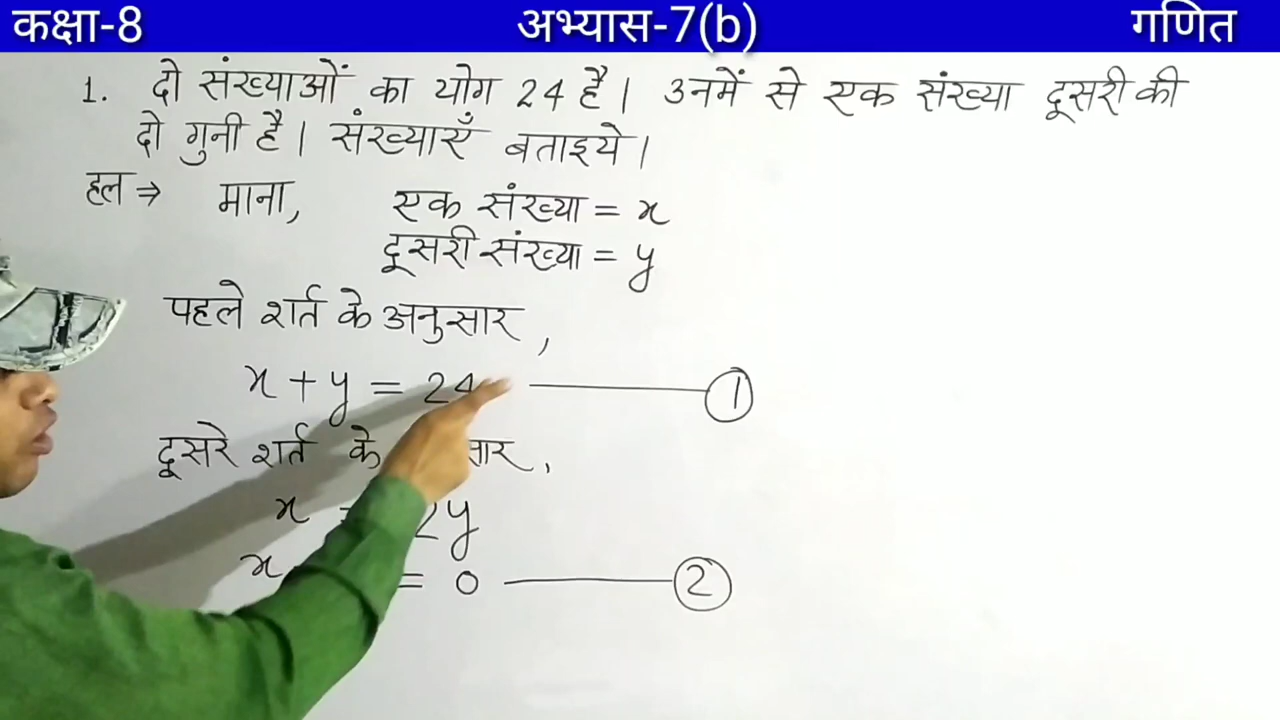 कक्षा-8 अभ्यास-7(b) गणित
1. दो संख्याओं का योग 24 है। उनमें से एक संख्या दूसरी की
दो गुनी है। संख्याएँ बताइये।
हल ⇒ माना, एक संख्या = x
दूसरी संख्या = y
पहले शर्त के अनुसार,
x + y = 24 ——— ①
दूसरे शर्त के
x 2y
x = 0 ——— ②